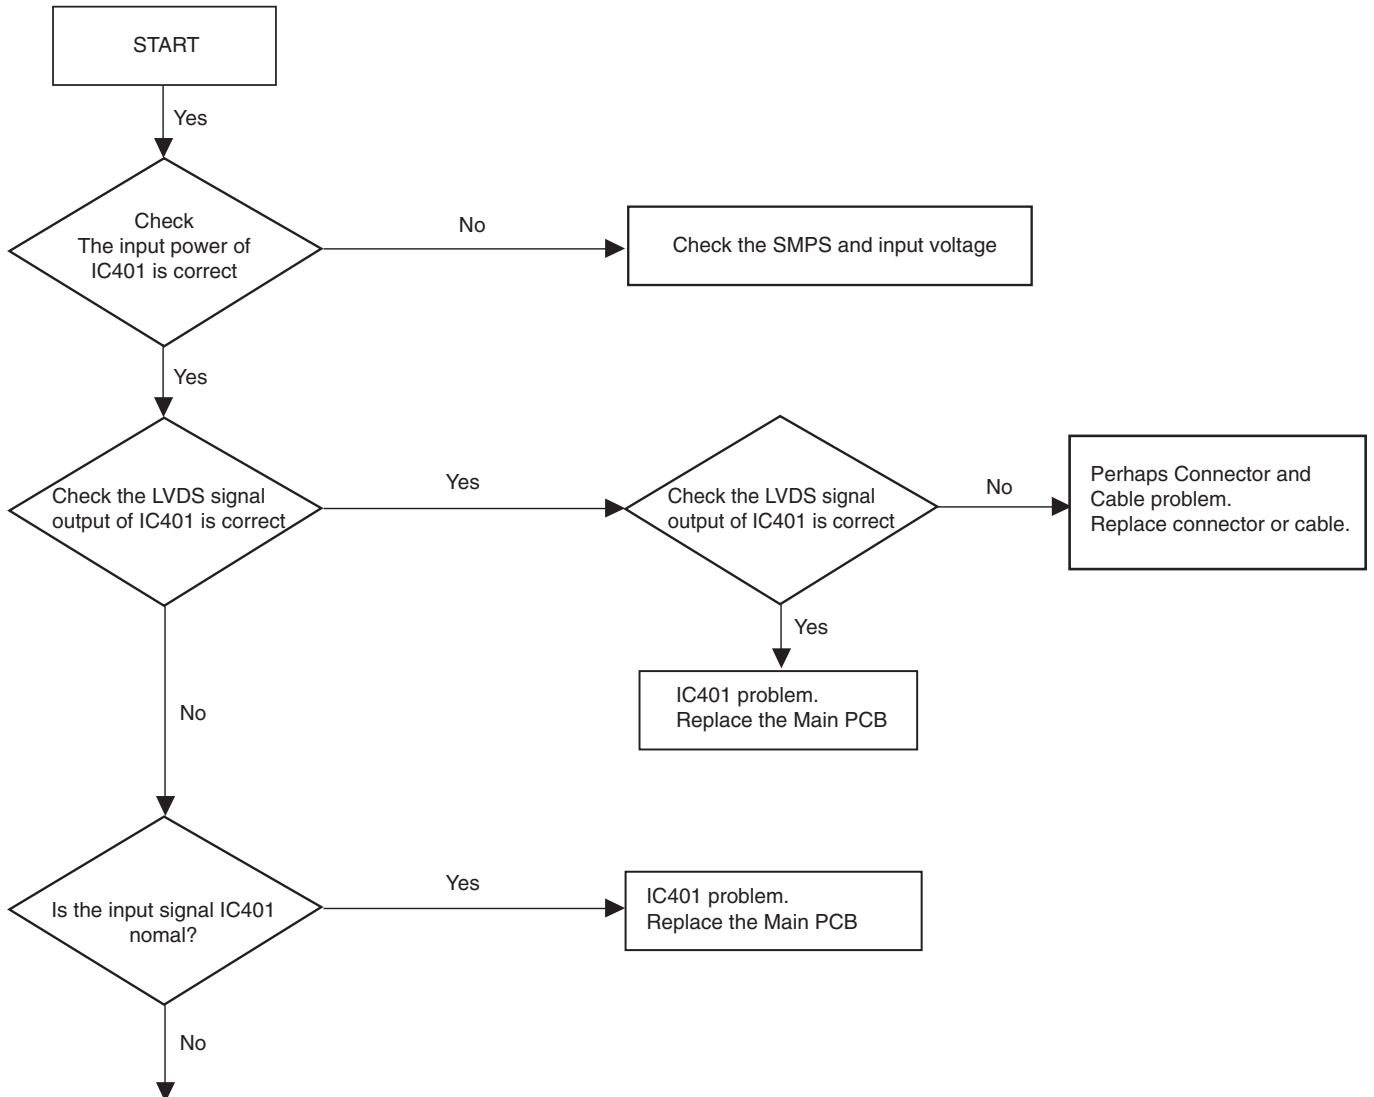 START
Yes
Check
The input power of
IC401 is correct
No
Check the SMPS and input voltage
Yes
Check the LVDS signal
output of IC401 is correct
Yes
Check the LVDS signal
output of IC401 is correct
No
Perhaps Connector and
Cable problem.
Replace connector or cable.
Yes
IC401 problem.
Replace the Main PCB
No
Is the input signal IC401
nomal?
Yes
IC401 problem.
Replace the Main PCB
No